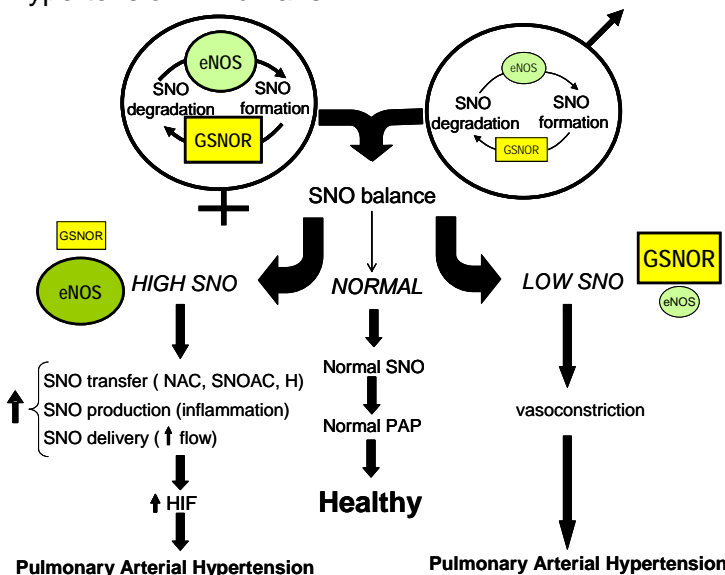 eNOS
SNO
degradation
SNO
formation
GSNOR
eNOS
SNO
degradation
SNO
formation
GSNOR
SNO balance
GSNOR
eNOS
HIGH SNO
NORMAL
LOW SNO
GSNOR
eNOS
SNO transfer ( NAC, SNOAC, H)
SNO production (inflammation)
SNO delivery (⬆ flow)
⬆ HIF
Pulmonary Arterial Hypertension
Normal SNO
Normal PAP
Healthy
vasoconstriction
Pulmonary Arterial Hypertension